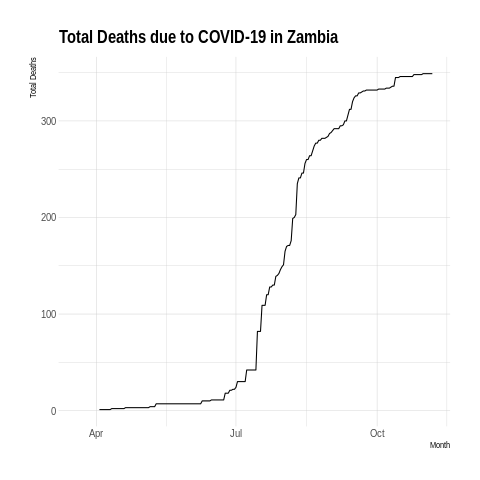 Total Deaths due to COVID-19 in Zambia
Total Deaths
300
200
100
0
Apr Jul Oct
Month